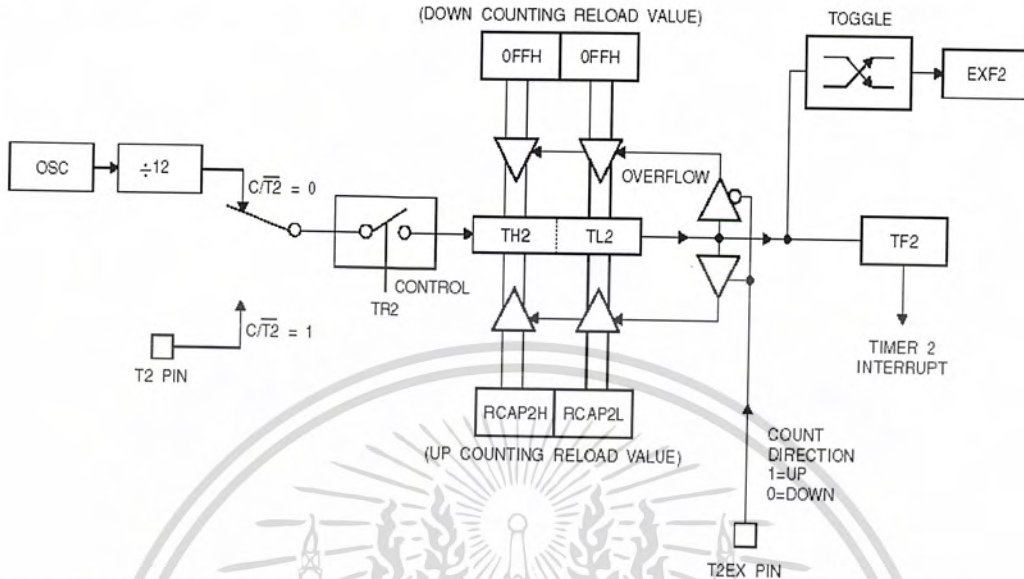 (DOWN COUNTING RELOAD VALUE)
TOGGLE
0FFH
0FFH
EXF2
OSC
÷12
C/T2̅ = 0
OVERFLOW
TH2
TL2
TF2
CONTROL
TR2
C/T2̅ = 1
T2 PIN
TIMER 2
INTERRUPT
RCAP2H
RCAP2L
(UP COUNTING RELOAD VALUE)
COUNT
DIRECTION
1=UP
0=DOWN
T2EX PIN